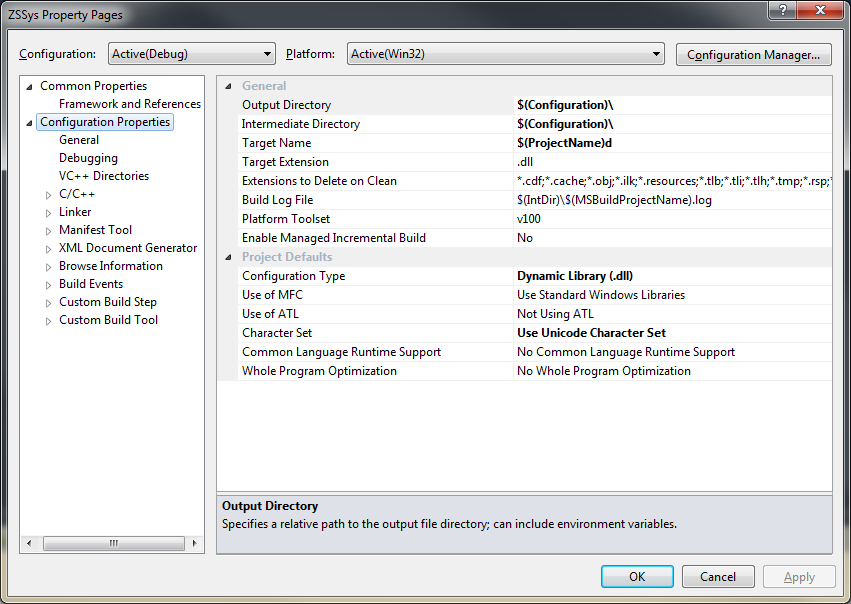 ZSSys Property Pages
Configuration: Active(Debug) Platform: Active(Win32) Configuration Manager...
Common Properties
Framework and References
Configuration Properties
General
Debugging
VC++ Directories
C/C++
Linker
Manifest Tool
XML Document Generator
Browse Information
Build Events
Custom Build Step
Custom Build Tool
General
Output Directory $(Configuration)\
Intermediate Directory $(Configuration)\
Target Name $(ProjectName)d
Target Extension .dll
Extensions to Delete on Clean *.cdf;*.cache;*.obj;*.ilk;*.resources;*.tlb;*.tli;*.tlh;*.tmp;*.rsp;*
Build Log File $(IntDir)\$(MSBuildProjectName).log
Platform Toolset v100
Enable Managed Incremental Build No
Project Defaults
Configuration Type Dynamic Library (.dll)
Use of MFC Use Standard Windows Libraries
Use of ATL Not Using ATL
Character Set Use Unicode Character Set
Common Language Runtime Support No Common Language Runtime Support
Whole Program Optimization No Whole Program Optimization
Output Directory
Specifies a relative path to the output file directory; can include environment variables.
OK Cancel Apply